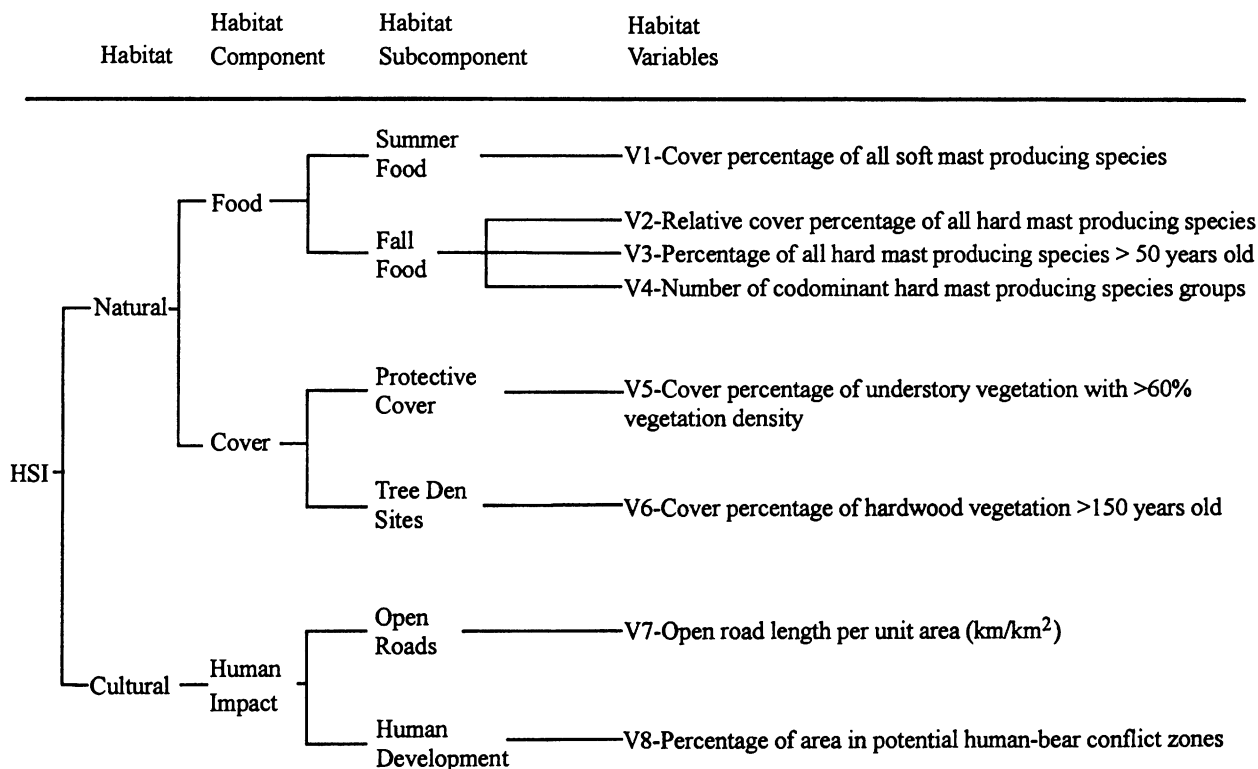 Habitat
Habitat Component
Habitat Subcomponent
Habitat Variables
HSI
Natural
Food
Summer
Food
V1-Cover percentage of all soft mast producing species
Fall
Food
V2-Relative cover percentage of all hard mast producing species
V3-Percentage of all hard mast producing species > 50 years old
V4-Number of codominant hard mast producing species groups
Cover
Protective
Cover
V5-Cover percentage of understory vegetation with >60%
vegetation density
Tree Den
Sites
V6-Cover percentage of hardwood vegetation >150 years old
Cultural
Human
Impact
Open
Roads
V7-Open road length per unit area (km/km²)
Human
Development
V8-Percentage of area in potential human-bear conflict zones